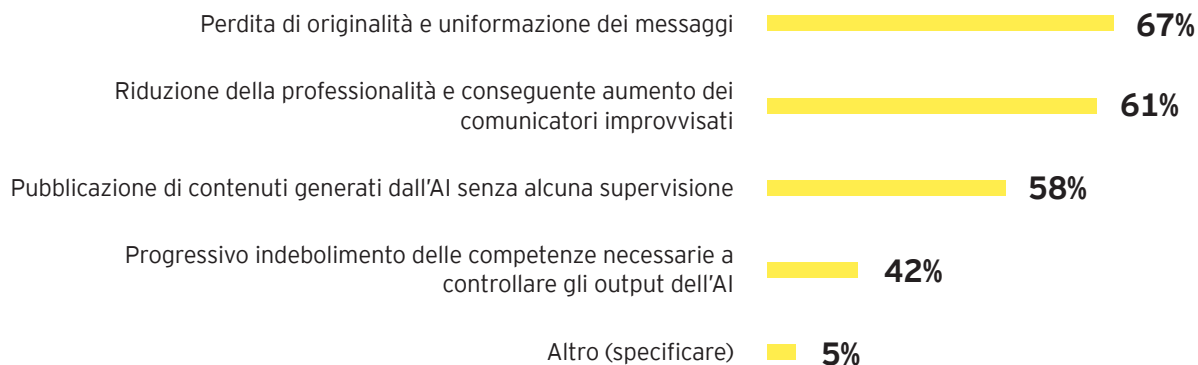 Perdita di originalità e uniformazione dei messaggi 67%
Riduzione della professionalità e conseguente aumento dei
comunicatori improvvisati 61%
Pubblicazione di contenuti generati dall'AI senza alcuna supervisione 58%
Progressivo indebolimento delle competenze necessarie a
controllare gli output dell'AI 42%
Altro (specificare) 5%